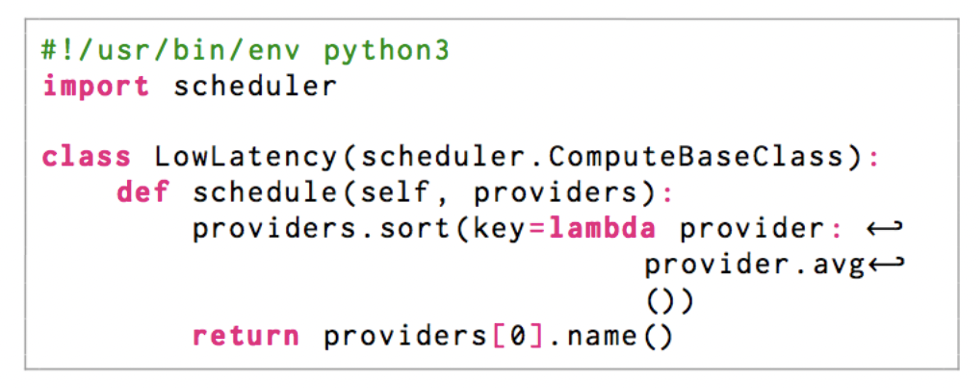 #!/usr/bin/env python3
import scheduler

class LowLatency(scheduler.ComputeBaseClass):
    def schedule(self, providers):
        providers.sort(key=lambda provider: ↩
                                provider.avg↩
                                ())
        return providers[0].name()